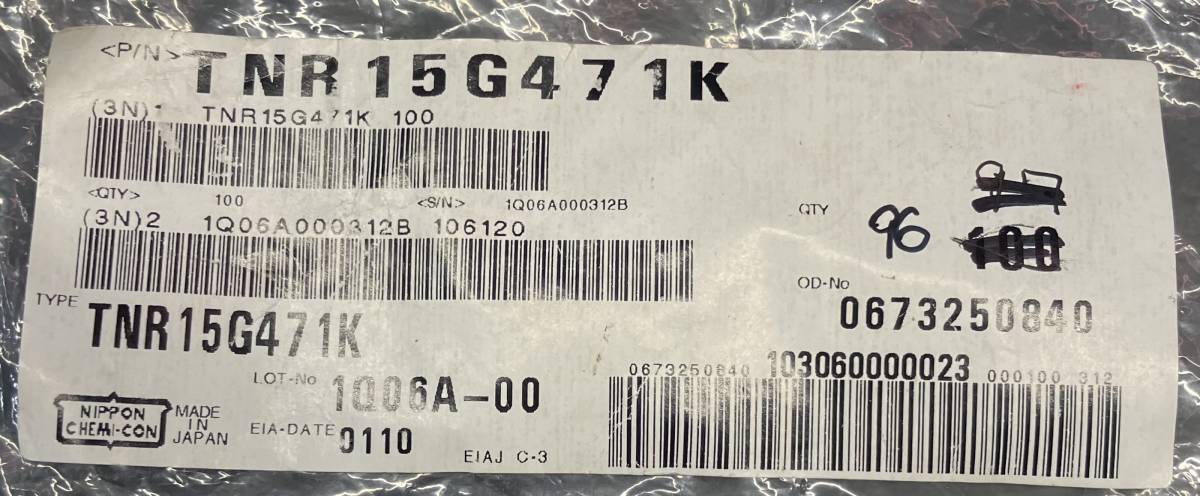 <P/N> TNR15G471K
(3N)1 TNR15G471K 100
<QTY> 100 <S/N> 1Q06A000312B
(3N)2 1Q06A000312B 106120
QTY 96 100
OD-No
0673250840
TYPE
TNR15G471K
0673250840 103060000023 000100 312
LOT-No 1Q06A-00
NIPPON
CHEMI-CON
MADE
IN
JAPAN
EIA-DATE 0110
EIAJ C-3